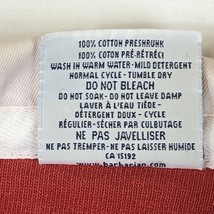 100% COTTON PRESHRUNK
100% COTON PRÉ-RÉTRÉCI
WASH IN WARM WATER - MILD DETERGENT
NORMAL CYCLE - TUMBLE DRY
DO NOT BLEACH
DO NOT SOAK - DO NOT LEAVE DAMP
LAVER À L'EAU TIÈDE -
DÉTERGENT DOUX - CYCLE
RÉGULIER - SÉCHER PAR CULBUTAGE
NE PAS JAVELLISER
NE PAS TREMPER - NE PAS LAISSER HUMIDE
CA 15192
www.barbarian.com